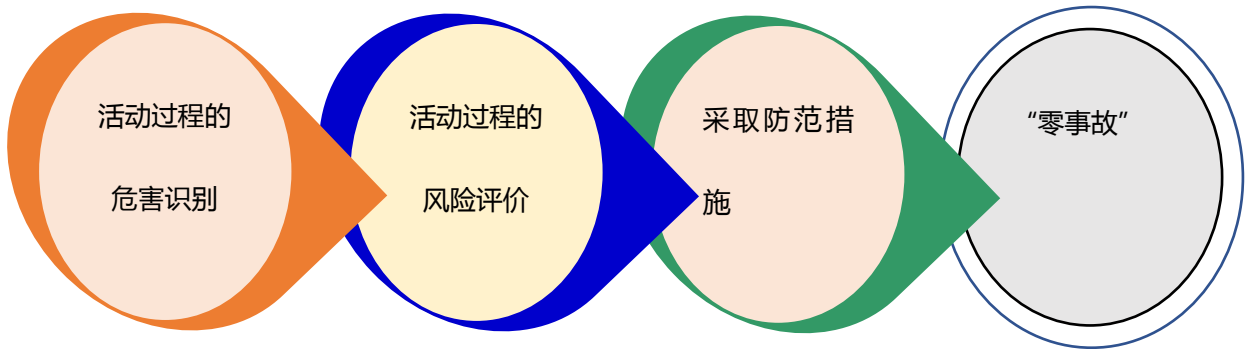 活动过程的
危害识别
活动过程的
风险评价
采取防范措
施
“零事故”